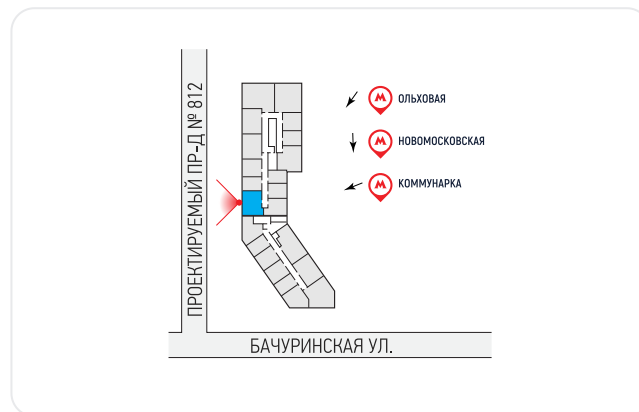 ПРОЕКТИРУЕМЫЙ ПР-Д № 812
М ОЛЬХОВАЯ
М НОВОМОСКОВСКАЯ
М КОММУНАРКА
БАЧУРИНСКАЯ УЛ.